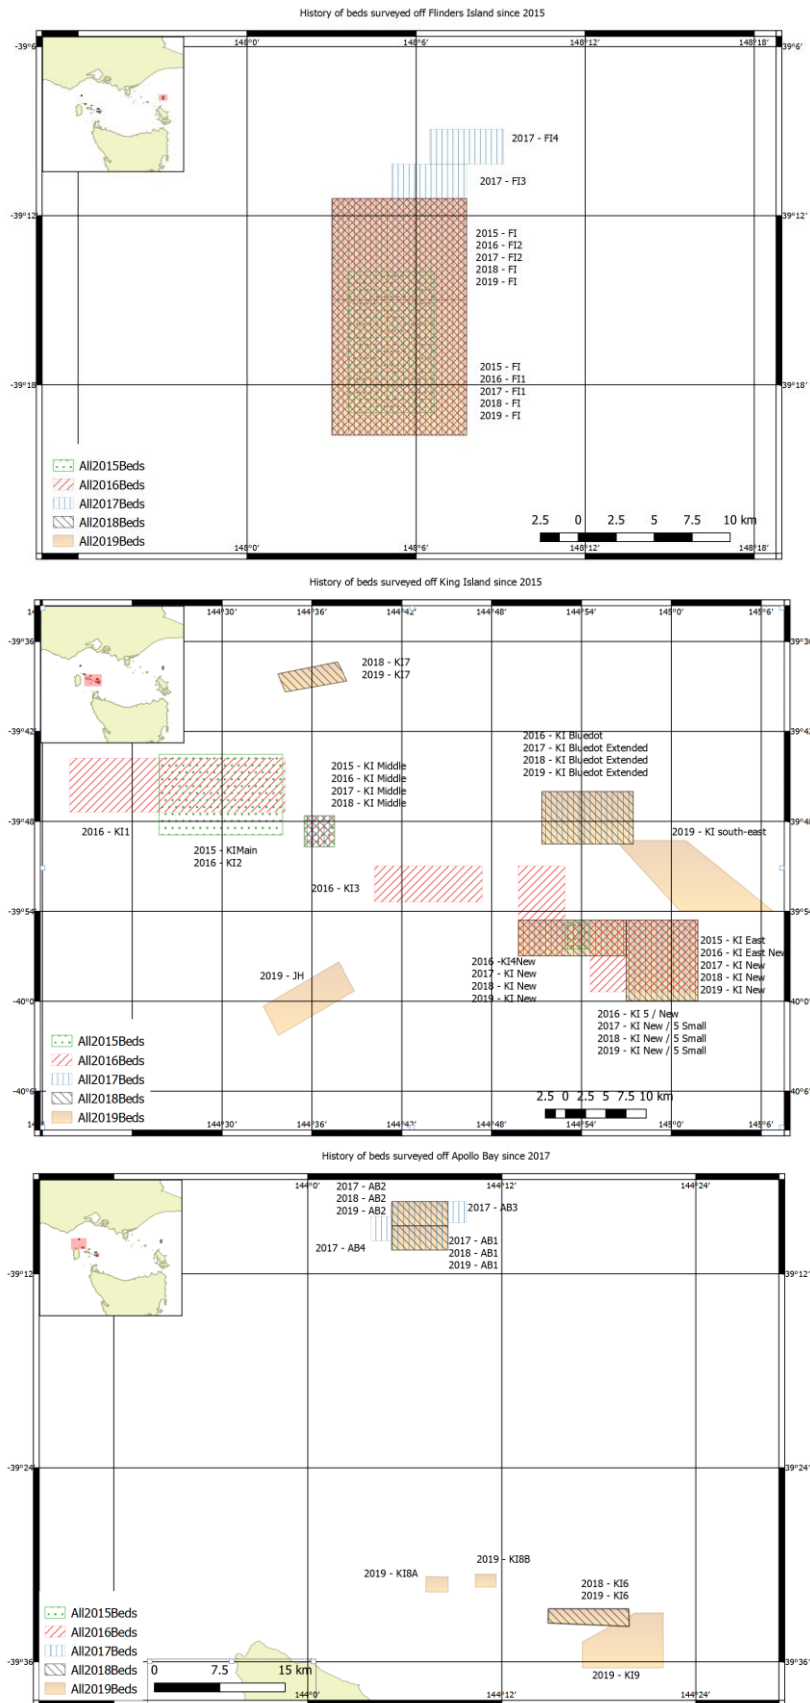 History of beds surveyed off Flinders Island since 2015
148°0'
148°6'
148°12'
148°18'
-39°6'
-39°6'
2017 - FI4
2017 - FI3
-39°12'
-39°12'
2015 - FI
2016 - FI2
2017 - FI2
2018 - FI
2019 - FI
2015 - FI
2016 - FI1
2017 - FI1
2018 - FI
2019 - FI
-39°18'
-39°18'
All2015Beds
All2016Beds
All2017Beds
All2018Beds
All2019Beds
2.5 0 2.5 5 7.5 10 km
148°0'
148°6'
148°12'
148°18'
History of beds surveyed off King Island since 2015
144°30'
144°36'
144°42'
144°48'
144°54'
145°0'
145°6'
-39°36'
2018 - KI7
2019 - KI7
-39°42'
2016 - KI Bluedot
2017 - KI Bluedot Extended
2018 - KI Bluedot Extended
2019 - KI Bluedot Extended
2015 - KI Middle
2016 - KI Middle
2017 - KI Middle
2018 - KI Middle
-39°48'
2016 - KI1
2015 - KIMain
2016 - KI2
2019 - KI south-east
2016 - KI3
-39°54'
2015 - KI East
2016 - KI East New
2017 - KI New
2018 - KI New
2019 - KI New
2016 -KI4New
2017 - KI New
2018 - KI New
2019 - KI New
2019 - JH
-40°0'
2016 - KI 5 / New
2017 - KI New / 5 Small
2018 - KI New / 5 Small
2019 - KI New / 5 Small
All2015Beds
All2016Beds
All2017Beds
All2018Beds
All2019Beds
-40°6'
2.5 0 2.5 5 7.5 10 km
144°30'
144°36'
144°42'
144°48'
144°54'
145°0'
145°6'
History of beds surveyed off Apollo Bay since 2017
144°0'
144°12'
144°24'
2017 - AB2
2018 - AB2
2019 - AB2
2017 - AB3
2017 - AB4
2017 - AB1
2018 - AB1
2019 - AB1
-39°12'
-39°12'
-39°24'
-39°24'
2019 - KI8B
2019 - KI8A
2018 - KI6
2019 - KI6
2019 - KI9
All2015Beds
All2016Beds
All2017Beds
All2018Beds
All2019Beds
-39°36'
-39°36'
0 7.5 15 km
144°0'
144°12'
144°24'